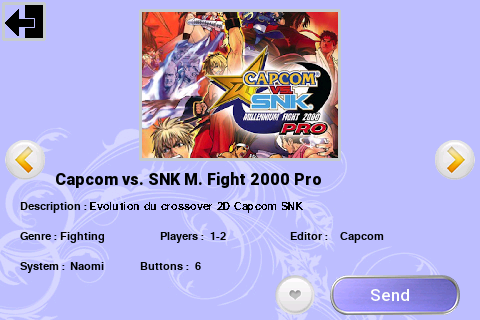 CAPCOM
VS.
SNK
MILLENNIUM FIGHT 2000
PRO
Capcom vs. SNK M. Fight 2000 Pro
Description : Evolution du crossover 2D Capcom SNK
Genre : Fighting Players : 1-2 Editor : Capcom
System : Naomi Buttons : 6
Send